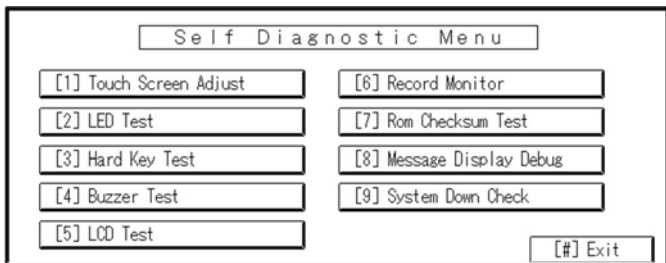 Self Diagnostic Menu
[1] Touch Screen Adjust
[2] LED Test
[3] Hard Key Test
[4] Buzzer Test
[5] LCD Test
[6] Record Monitor
[7] Rom Checksum Test
[8] Message Display Debug
[9] System Down Check
[#] Exit